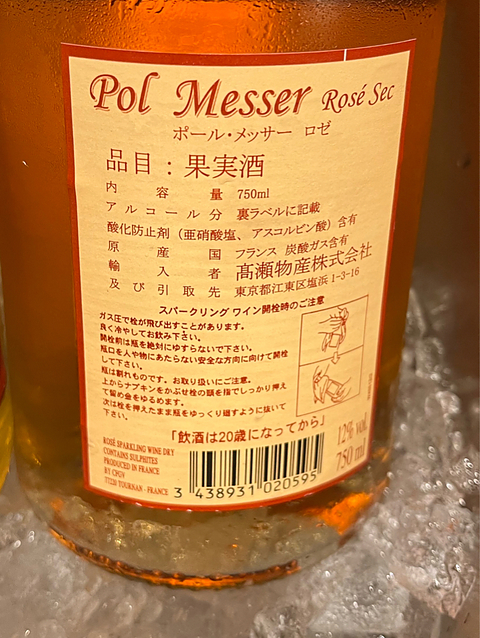 Pol Messer Rosé Sec
ポール・メッサー ロゼ
品目：果実酒
内容量 750ml
アルコール分 裏ラベルに記載
酸化防止剤（亜硝酸塩、アスコルビン酸）含有
原産国 フランス 炭酸ガス含有
輸入者 髙瀬物産株式会社
及び引取先 東京都江東区塩浜1-3-16
スパークリング ワイン開栓時のご注意
ガス圧で栓が飛び出すことがあります。
良く冷やしてお飲み下さい。
開栓前は瓶を絶対にゆすらないで下さい。
瓶口を人や物にあたらない安全な方向に向けて開栓
して下さい。
瓶は割れものです。お取り扱いにご注意。
上からナプキンをかぶせ栓の頭を指でしっかり押え
て留め金をゆるめます。
次は栓を押えたまま瓶をゆっくり廻すように抜いて
下さい。
「飲酒は20歳になってから」
ROSÉ SPARKLING WINE DRY
CONTAINS SULPHITES
PRODUCED IN FRANCE
BY CFGV
77220 TOURNAN - FRANCE
12% vol.
750 ml
3 438931 020595